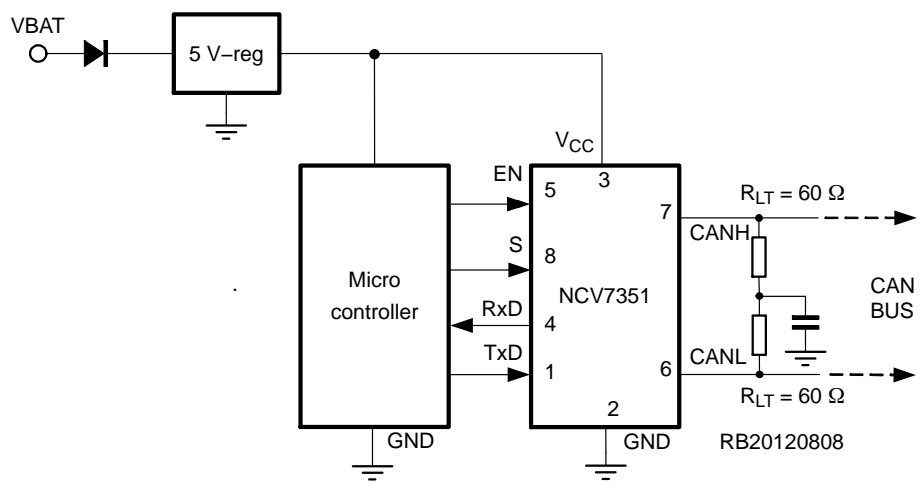 VBAT
5 V−reg
VCC
EN
5
3
RLT = 60 Ω
7
CANH
S
8
Micro
controller
NCV7351
CAN
BUS
RxD
4
TxD
1
CANL
6
RLT = 60 Ω
2
GND
GND
RB20120808